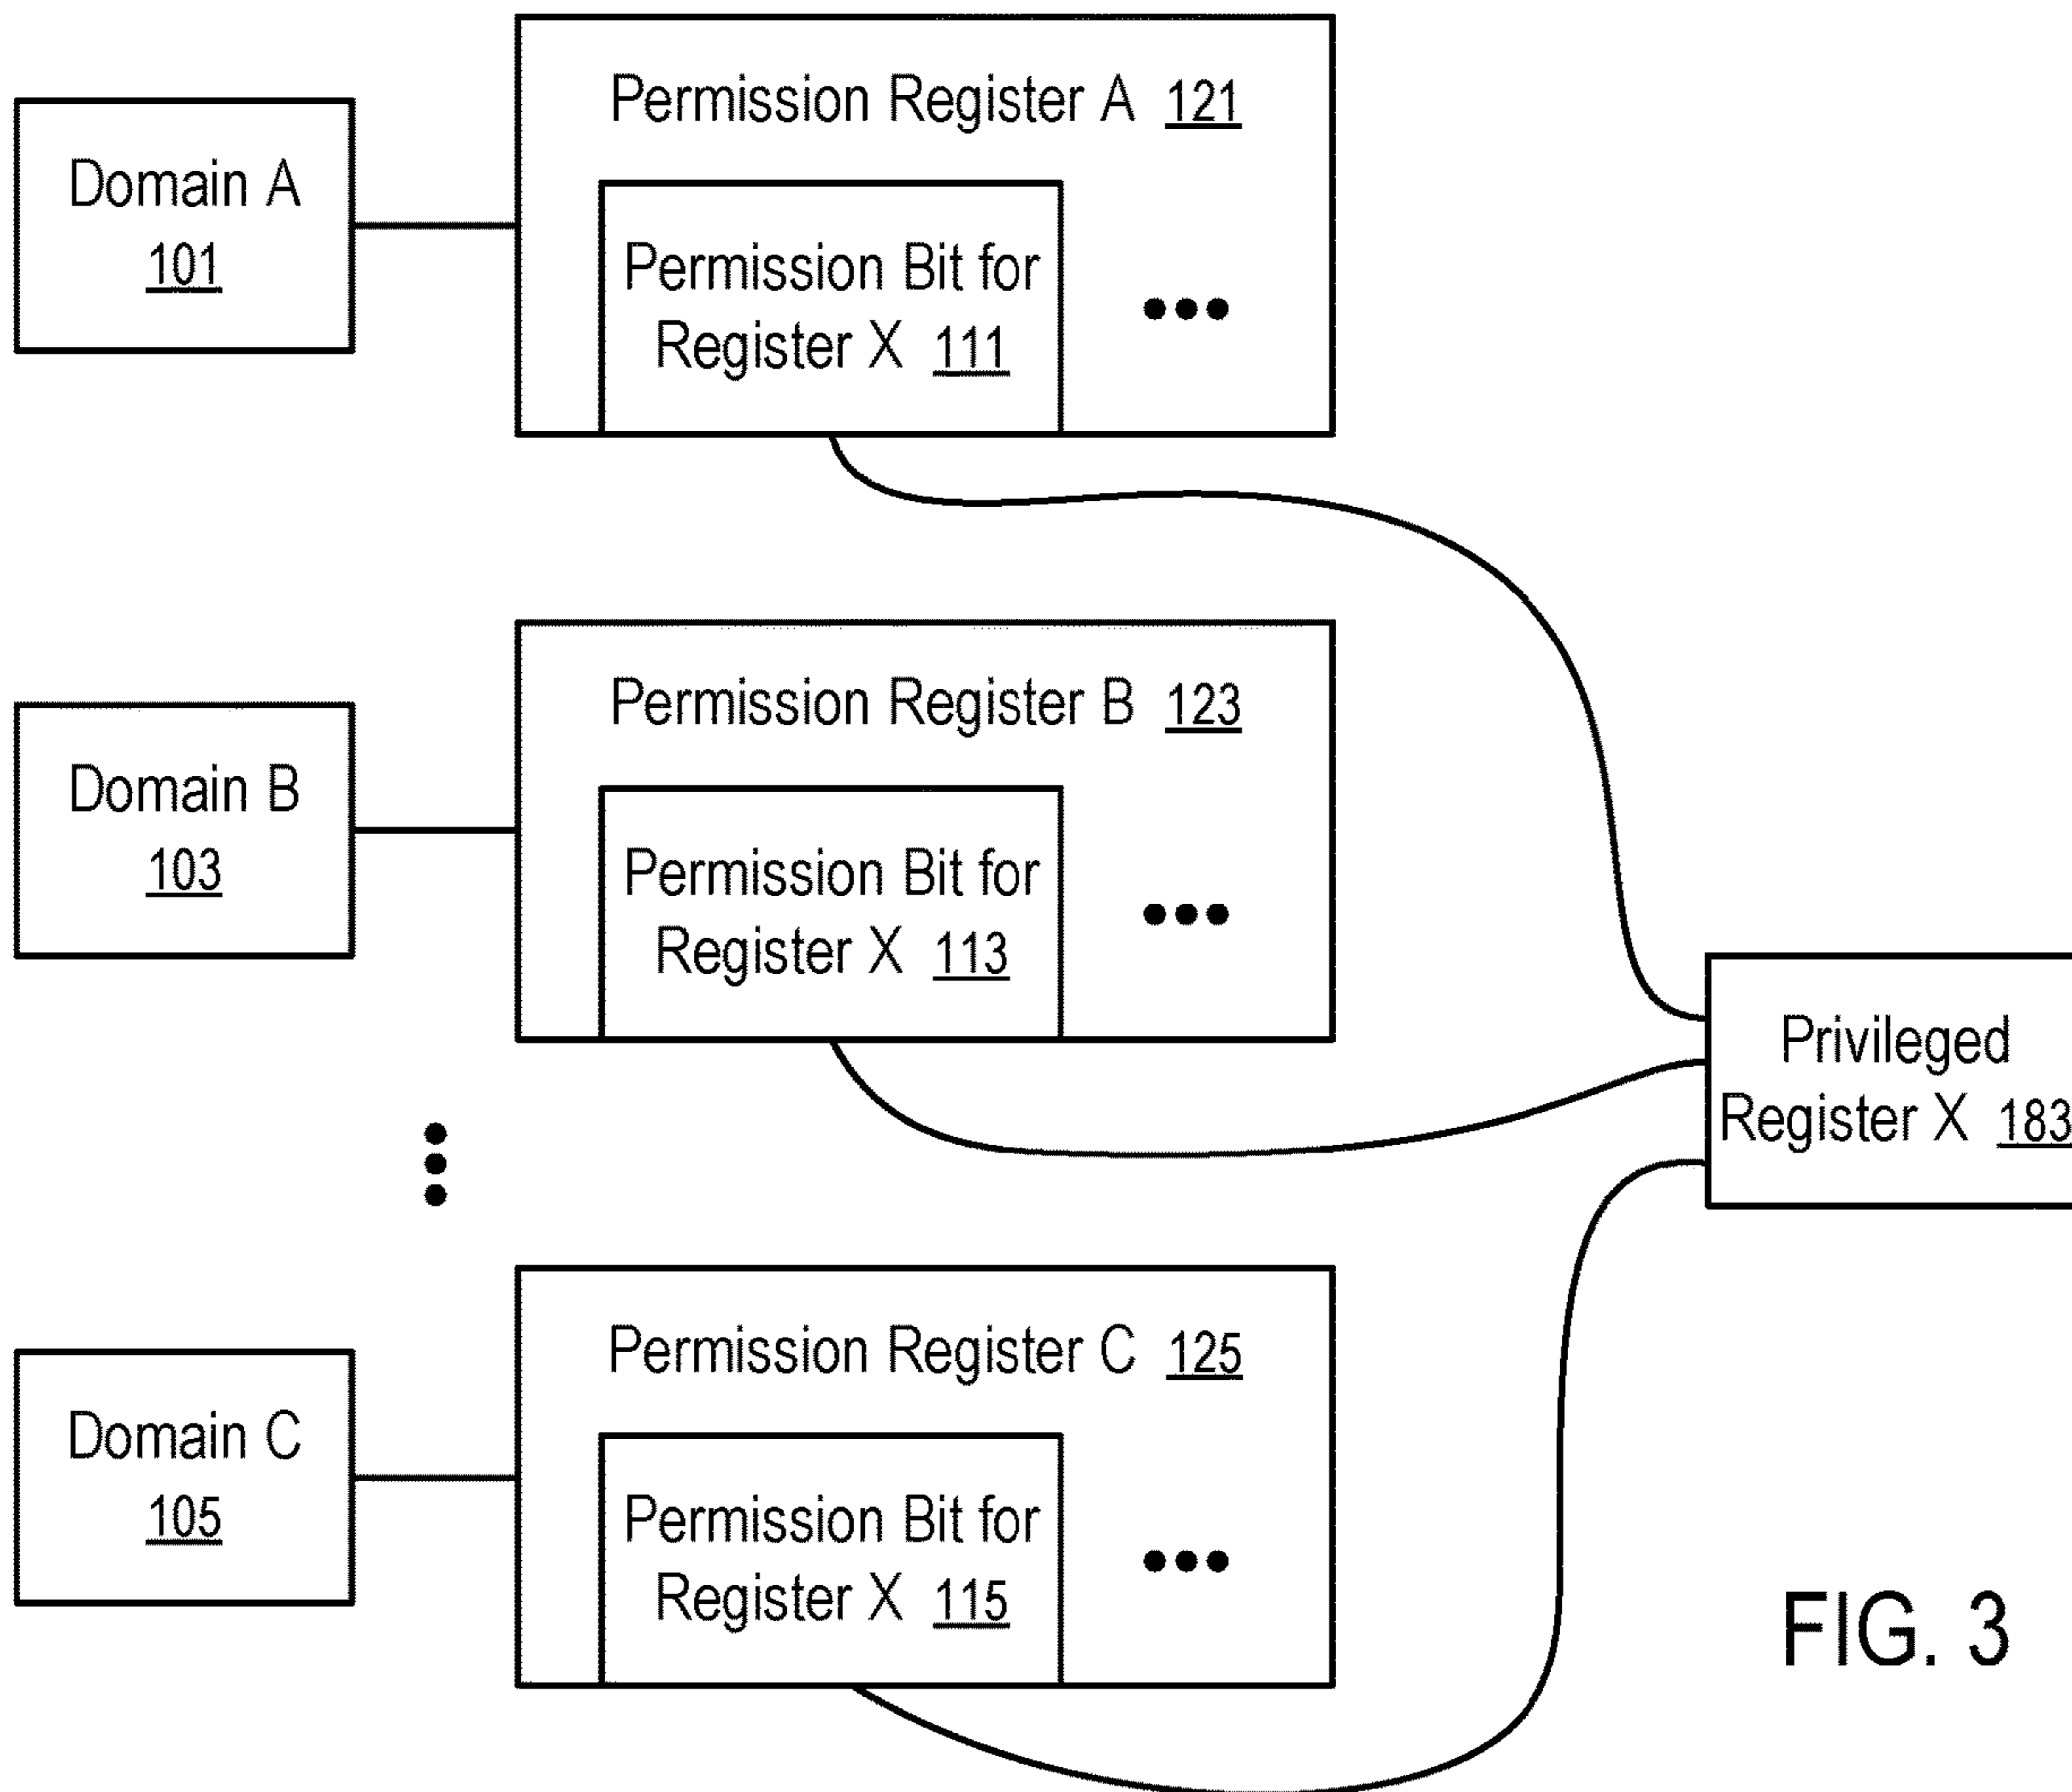 Permission Register A 121
Domain A
101
Permission Bit for
Register X 111
Permission Register B 123
Domain B
103
Permission Bit for
Register X 113
Privileged
Register X 183
Permission Register C 125
Domain C
105
Permission Bit for
Register X 115
FIG. 3